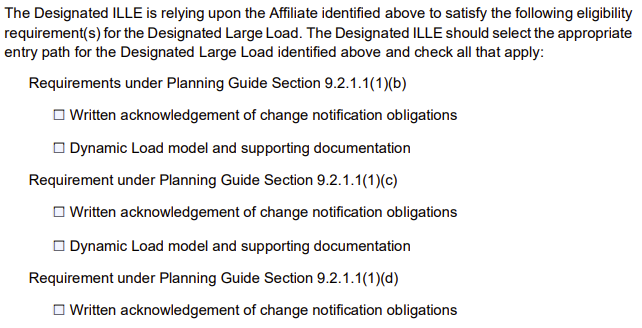 The Designated ILLE is relying upon the Affiliate identified above to satisfy the following eligibility
requirement(s) for the Designated Large Load. The Designated ILLE should select the appropriate
entry path for the Designated Large Load identified above and check all that apply:
Requirements under Planning Guide Section 9.2.1.1(1)(b)
☐ Written acknowledgement of change notification obligations
☐ Dynamic Load model and supporting documentation
Requirement under Planning Guide Section 9.2.1.1(1)(c)
☐ Written acknowledgement of change notification obligations
☐ Dynamic Load model and supporting documentation
Requirement under Planning Guide Section 9.2.1.1(1)(d)
☐ Written acknowledgement of change notification obligations